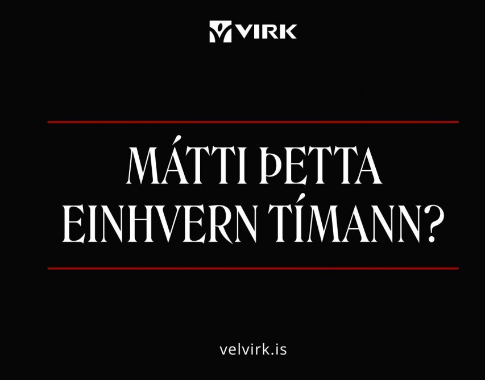 VIRK
MÁTTI ÞETTA
EINHVERN TÍMANN?
velvirk.is